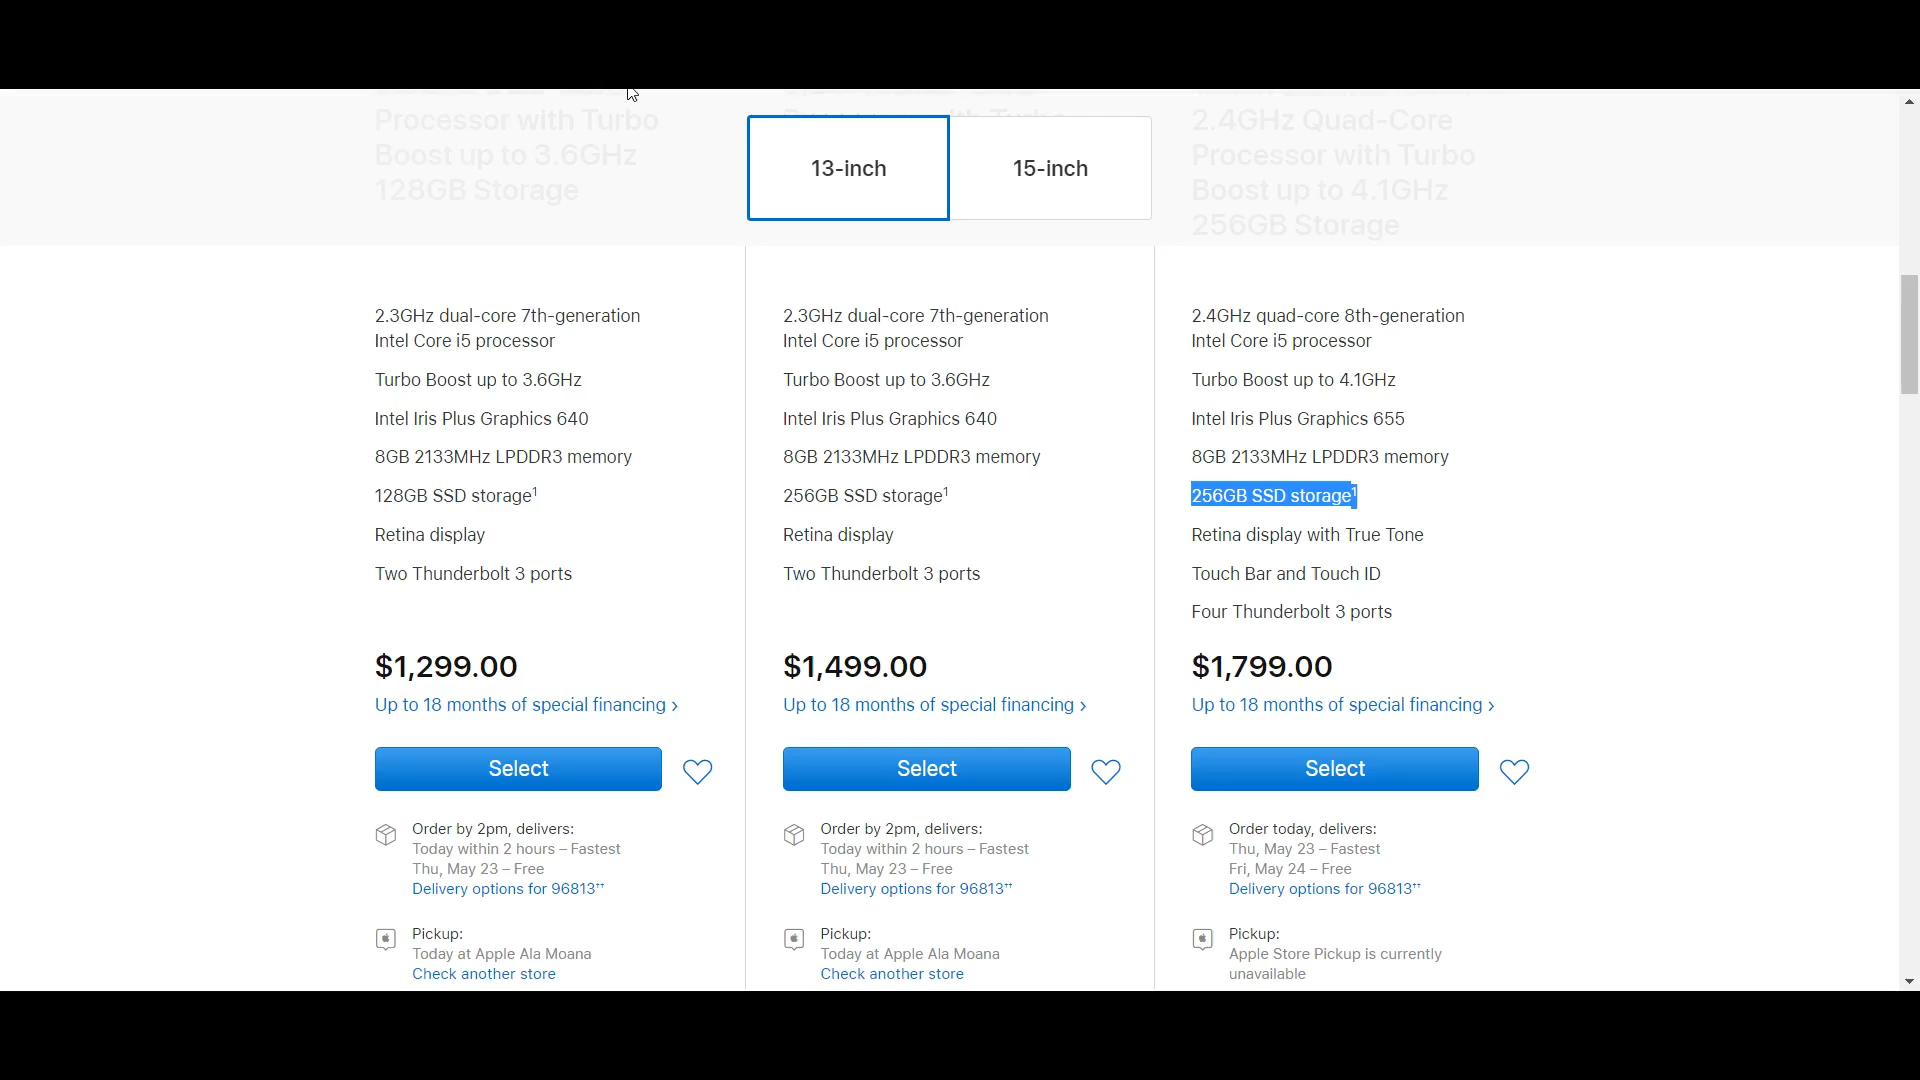 Processor with Turbo
Boost up to 3.6GHz
128GB Storage
2.4GHz Quad-Core
Processor with Turbo
Boost up to 4.1GHz
256GB Storage
13-inch
15-inch
2.3GHz dual-core 7th-generation
Intel Core i5 processor
Turbo Boost up to 3.6GHz
Intel Iris Plus Graphics 640
8GB 2133MHz LPDDR3 memory
128GB SSD storage¹
Retina display
Two Thunderbolt 3 ports
$1,299.00
Up to 18 months of special financing ›
Select
Order by 2pm, delivers:
Today within 2 hours – Fastest
Thu, May 23 – Free
Delivery options for 96813⁺⁺
Pickup:
Today at Apple Ala Moana
Check another store
2.3GHz dual-core 7th-generation
Intel Core i5 processor
Turbo Boost up to 3.6GHz
Intel Iris Plus Graphics 640
8GB 2133MHz LPDDR3 memory
256GB SSD storage¹
Retina display
Two Thunderbolt 3 ports
$1,499.00
Up to 18 months of special financing ›
Select
Order by 2pm, delivers:
Today within 2 hours – Fastest
Thu, May 23 – Free
Delivery options for 96813⁺⁺
Pickup:
Today at Apple Ala Moana
Check another store
2.4GHz quad-core 8th-generation
Intel Core i5 processor
Turbo Boost up to 4.1GHz
Intel Iris Plus Graphics 655
8GB 2133MHz LPDDR3 memory
256GB SSD storage¹
Retina display with True Tone
Touch Bar and Touch ID
Four Thunderbolt 3 ports
$1,799.00
Up to 18 months of special financing ›
Select
Order today, delivers:
Thu, May 23 – Fastest
Fri, May 24 – Free
Delivery options for 96813⁺⁺
Pickup:
Apple Store Pickup is currently
unavailable